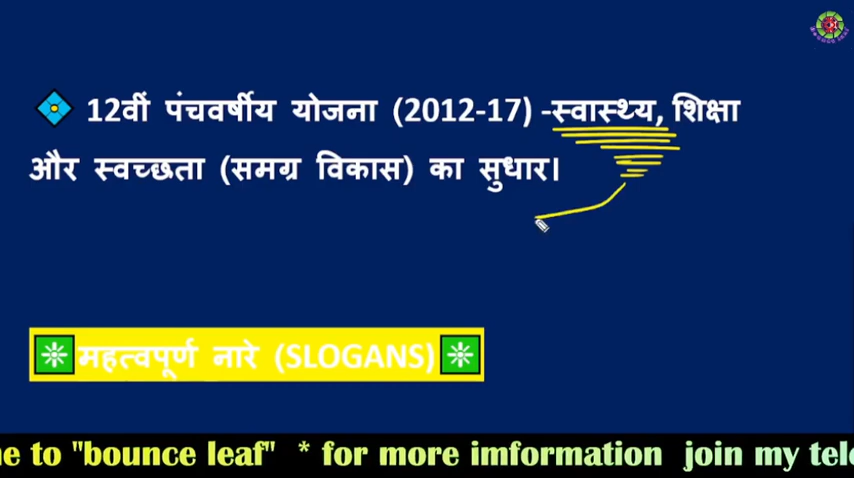 12वीं पंचवर्षीय योजना (2012-17) -स्वास्थ्य, शिक्षा
और स्वच्छता (समग्र विकास) का सुधार।
महत्वपूर्ण नारे (SLOGANS)
to "bounce leaf" * for more imformation join my